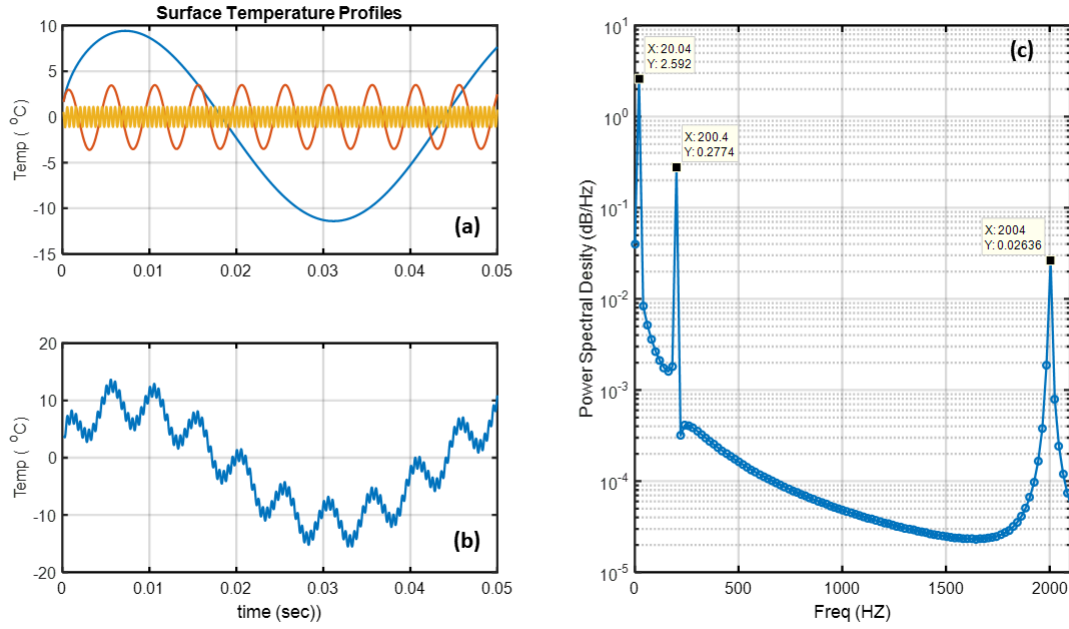 Surface Temperature Profiles
Temp ( °C)
10
5
0
-5
-10
-15
(a)
0
0.01
0.02
0.03
0.04
0.05
Temp ( °C)
20
10
0
-10
-20
(b)
0
0.01
0.02
0.03
0.04
0.05
time (sec))
(c)
Power Spectral Desity (dB/Hz)
10^1
10^0
10^-1
10^-2
10^-3
10^-4
10^-5
X: 20.04
Y: 2.592
X: 200.4
Y: 0.2774
X: 2004
Y: 0.02636
0
500
1000
1500
2000
Freq (HZ)